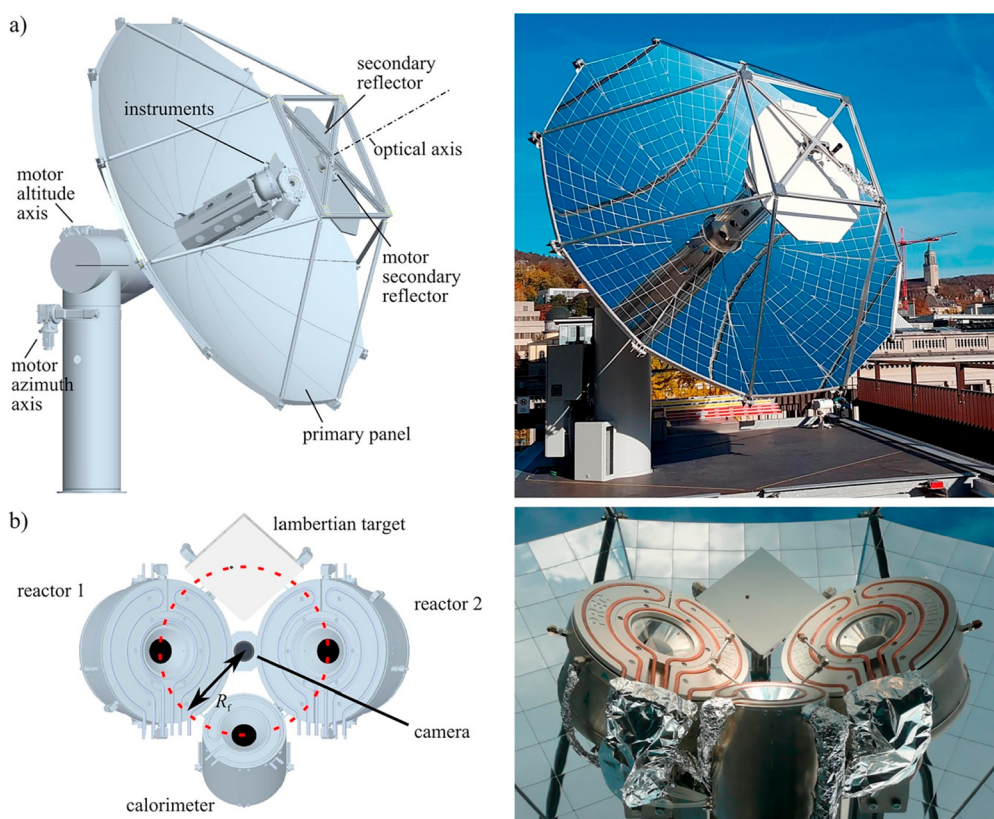 a)
secondary
reflector
instruments
optical axis
motor
altitude
axis
motor
secondary
reflector
motor
azimuth
axis
primary panel
b)
lambertian target
reactor 1
reactor 2
R_f
camera
calorimeter